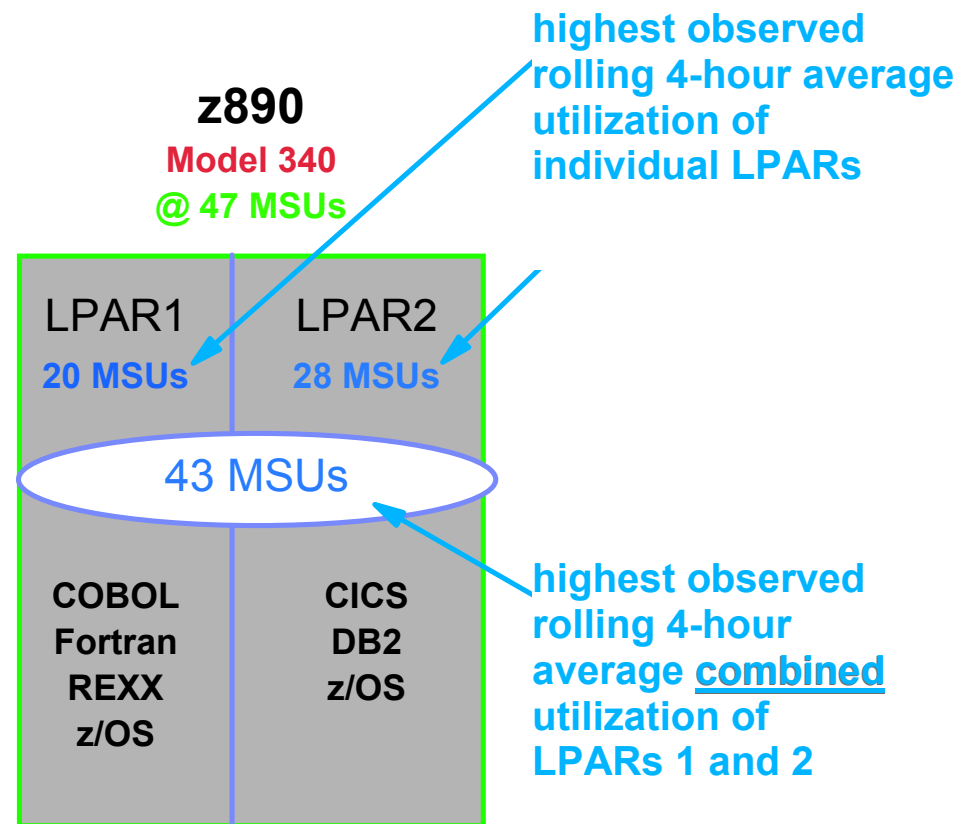 highest observed
rolling 4-hour average
utilization of
individual LPARs
z890
Model 340
@ 47 MSUs
LPAR1
20 MSUs
LPAR2
28 MSUs
43 MSUs
COBOL
Fortran
REXX
z/OS
CICS
DB2
z/OS
highest observed
rolling 4-hour
average combined
utilization of
LPARs 1 and 2